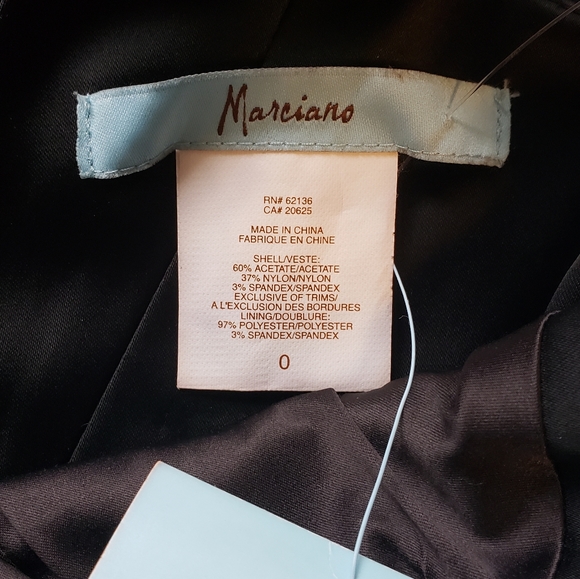 Marciano
RN# 62136
CA# 20625
MADE IN CHINA
FABRIQUE EN CHINE
SHELL/VESTE:
60% ACETATE/ACETATE
37% NYLON/NYLON
3% SPANDEX/SPANDEX
EXCLUSIVE OF TRIMS/
A L'EXCLUSION DES BORDURES
LINING/DOUBLURE:
97% POLYESTER/POLYESTER
3% SPANDEX/SPANDEX
0